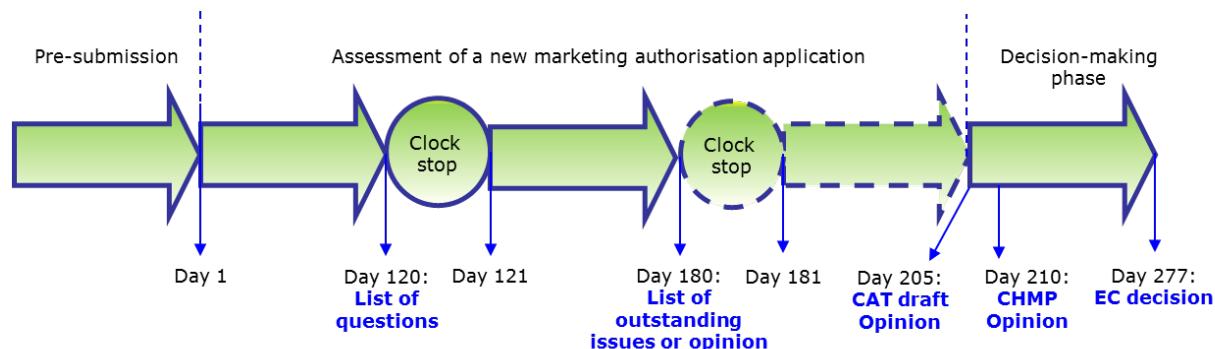 Pre-submission
Assessment of a new marketing authorisation application
Decision-making
phase
Clock
stop
Clock
stop
Day 1
Day 120:
List of
questions
Day 121
Day 180:
List of
outstanding
issues or opinion
Day 181
Day 205:
CAT draft
Opinion
Day 210:
CHMP
Opinion
Day 277:
EC decision